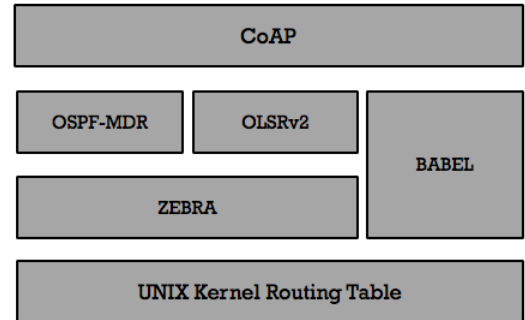 CoAP
OSPF-MDR
OLSRv2
BABEL
ZEBRA
UNIX Kernel Routing Table